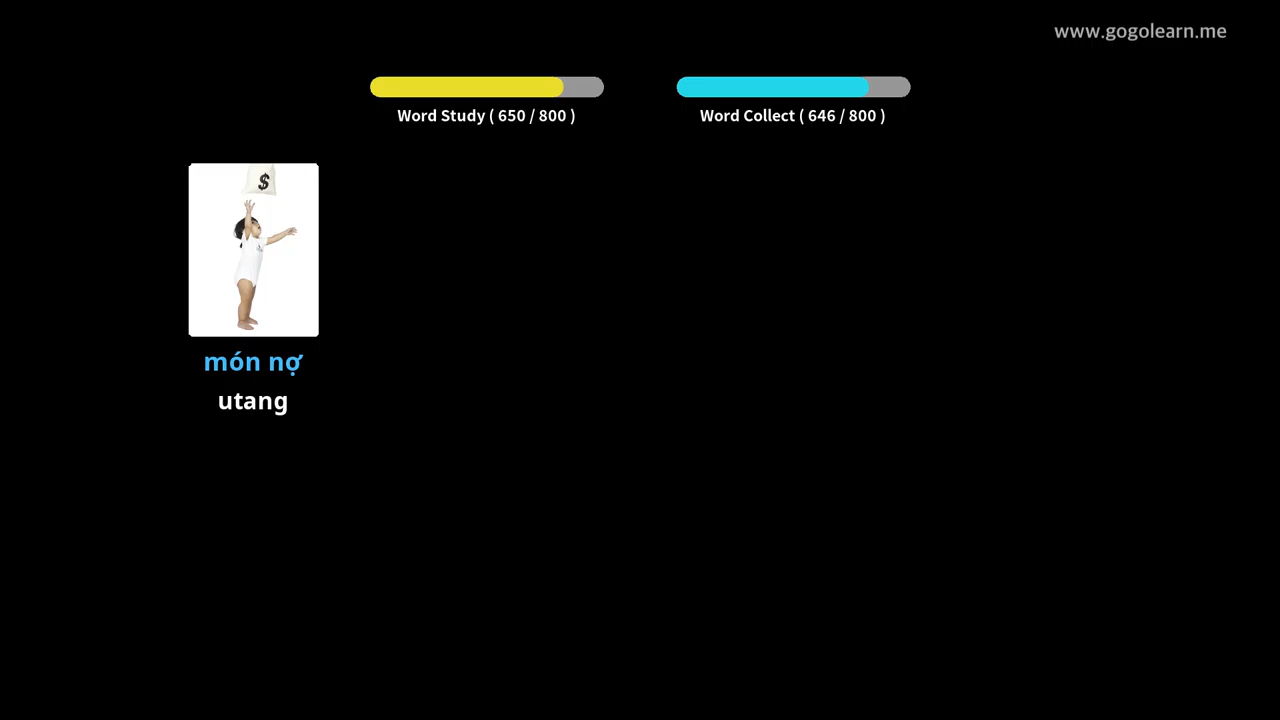 www.gogolearn.me
Word Study ( 650 / 800 )
Word Collect ( 646 / 800 )
$
món nợ
utang